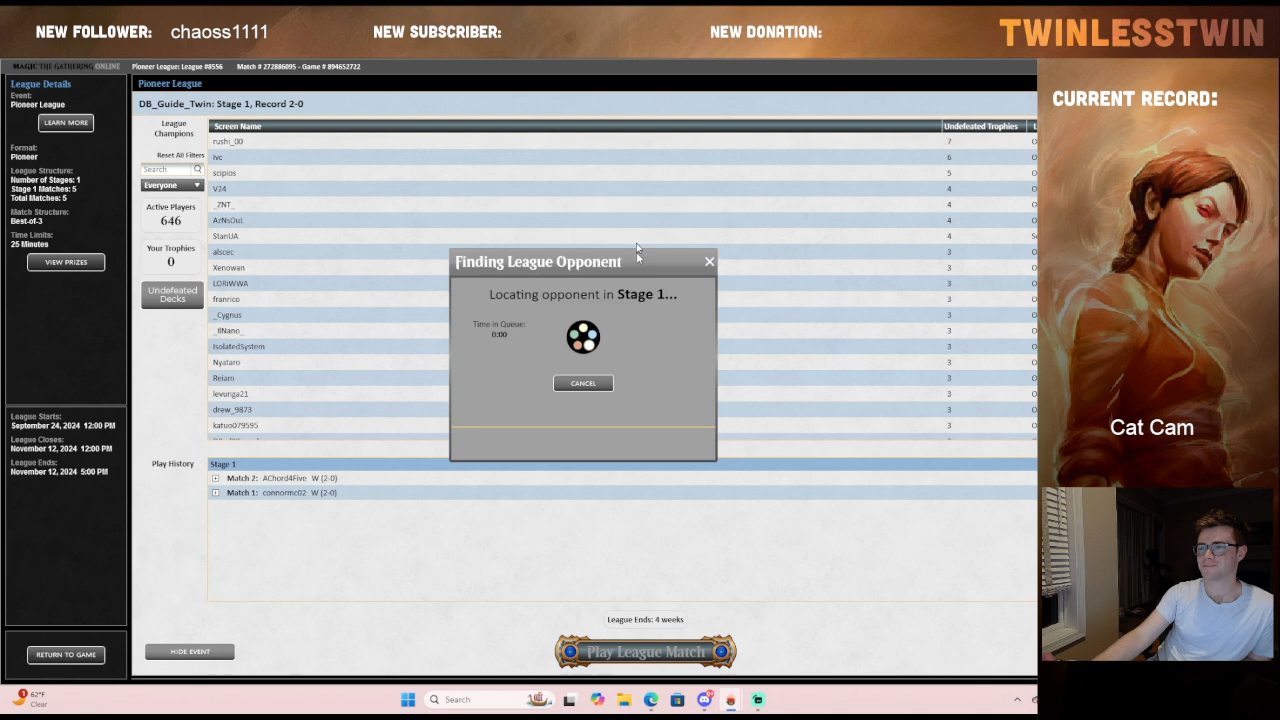 NEW FOLLOWER: chaoss1111
NEW SUBSCRIBER:
NEW DONATION:
TWINLESSTWIN
MAGIC THE GATHERING ONLINE
Pioneer League: League #8556
Match # 272886095 - Game # 894652722
League Details
Event:
Pioneer League
LEARN MORE
Format:
Pioneer
League Structure:
Number of Stages: 1
Stage 1 Matches: 5
Total Matches: 5
Match Structure:
Best-of-3
Time Limits:
25 Minutes
VIEW PRIZES
League Starts:
September 24, 2024 12:00 PM
League Closes:
November 12, 2024 12:00 PM
League Ends:
November 12, 2024 5:00 PM
RETURN TO GAME
Pioneer League
DB_Guide_Twin: Stage 1, Record 2-0
League
Champions
Reset All Filters
Search
Everyone
Active Players
646
Your Trophies
0
Undefeated
Decks
Screen Name
Undefeated Trophies
rushi_00 7
lvc 6
scipios 5
V24 4
_ZNT_ 4
AzNsOuL 4
StanUA 4
alscec 3
Xenowan 3
LORiWWA 3
franrico 3
_Cygnus 3
_IlNano_ 3
IsolatedSystem 3
Nyataro 3
Reiam 3
levunga21 3
drew_9873 3
katuo079595 3
Finding League Opponent
Locating opponent in Stage 1...
Time in Queue:
0:00
CANCEL
Play History
Stage 1
Match 2: AChord4Five W (2-0)
Match 1: connormc02 W (2-0)
League Ends: 4 weeks
HIDE EVENT
Play League Match
CURRENT RECORD:
Cat Cam
1
62°F
Clear
Search